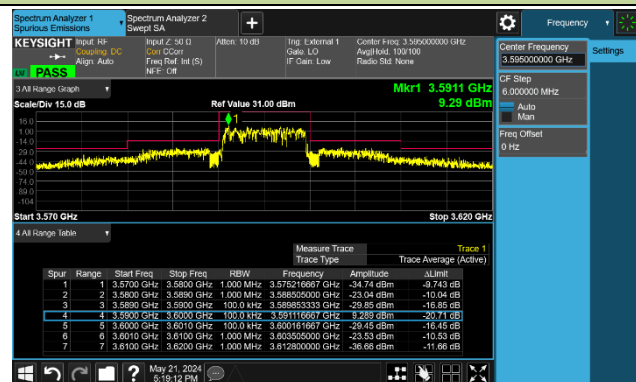 Spectrum Analyzer 1
Spurious Emissions
Spectrum Analyzer 2
Swept SA
Frequency
KEYSIGHT
Input: RF
Coupling: DC
Align: Auto
Input Z: 50 Ω
Corr CCorr
Freq Ref: Int (S)
NFE: Off
Atten: 10 dB
Trig: External 1
Gate: LO
IF Gain: Low
Center Freq: 3.595000000 GHz
Avg|Hold: 100/100
Radio Std: None
PASS
Center Frequency
3.595000000 GHz
Settings
CF Step
6.000000 MHz
Auto
Man
Freq Offset
0 Hz
3 All Range Graph
Mkr1 3.5911 GHz
Scale/Div 15.0 dB
Ref Value 31.00 dBm
9.29 dBm
1
16.0
1.00
-14.0
-29.0
-44.0
-59.0
-74.0
-89.0
-104
Start 3.570 GHz
Stop 3.620 GHz
4 All Range Table
Measure Trace Trace 1
Trace Type Trace Average (Active)
Spur Range Start Freq Stop Freq RBW Frequency Amplitude ΔLimit
1 1 3.5700 GHz 3.5800 GHz 1.000 MHz 3.575216667 GHz -34.74 dBm -9.743 dB
2 2 3.5800 GHz 3.5890 GHz 1.000 MHz 3.588505000 GHz -23.04 dBm -10.04 dB
3 3 3.5890 GHz 3.5900 GHz 100.0 kHz 3.589853333 GHz -29.85 dBm -16.85 dB
4 4 3.5900 GHz 3.6000 GHz 100.0 kHz 3.591116667 GHz 9.289 dBm -20.71 dB
5 5 3.6000 GHz 3.6010 GHz 100.0 kHz 3.600161667 GHz -29.45 dBm -16.45 dB
6 6 3.6010 GHz 3.6100 GHz 1.000 MHz 3.603505000 GHz -23.53 dBm -10.53 dB
7 7 3.6100 GHz 3.6200 GHz 1.000 MHz 3.612800000 GHz -36.66 dBm -11.66 dB
May 21, 2024
5:19:12 PM